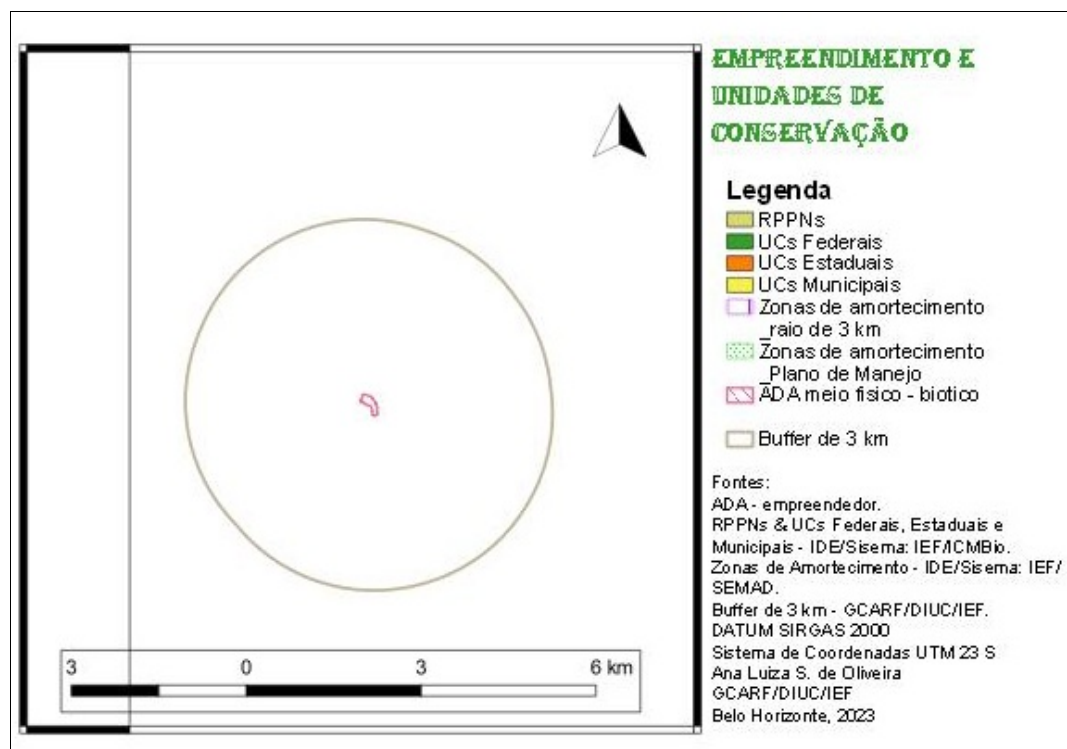 EMPREENDIMENTO E
UNIDADES DE
CONSERVAÇÃO
Legenda
RPPNs
UCs Federais
UCs Estaduais
UCs Municipais
Zonas de amortecimento
_raio de 3 km
Zonas de amortecimento
_Plano de Manejo
ADA meio fisico - biotico
Buffer de 3 km
Fontes:
ADA - empreendedor.
RPPNs & UCs Federais, Estaduais e
Municipais - IDE/Sisema: IEF/ICMBio.
Zonas de Amortecimento - IDE/Sisema: IEF/
SEMAD.
Buffer de 3 km - GCARF/DIUC/IEF.
DATUM SIRGAS 2000
Sistema de Coordenadas UTM 23 S
Ana Luiza S. de Oliveira
GCARF/DIUC/IEF
Belo Horizonte, 2023
3 0 3 6 km